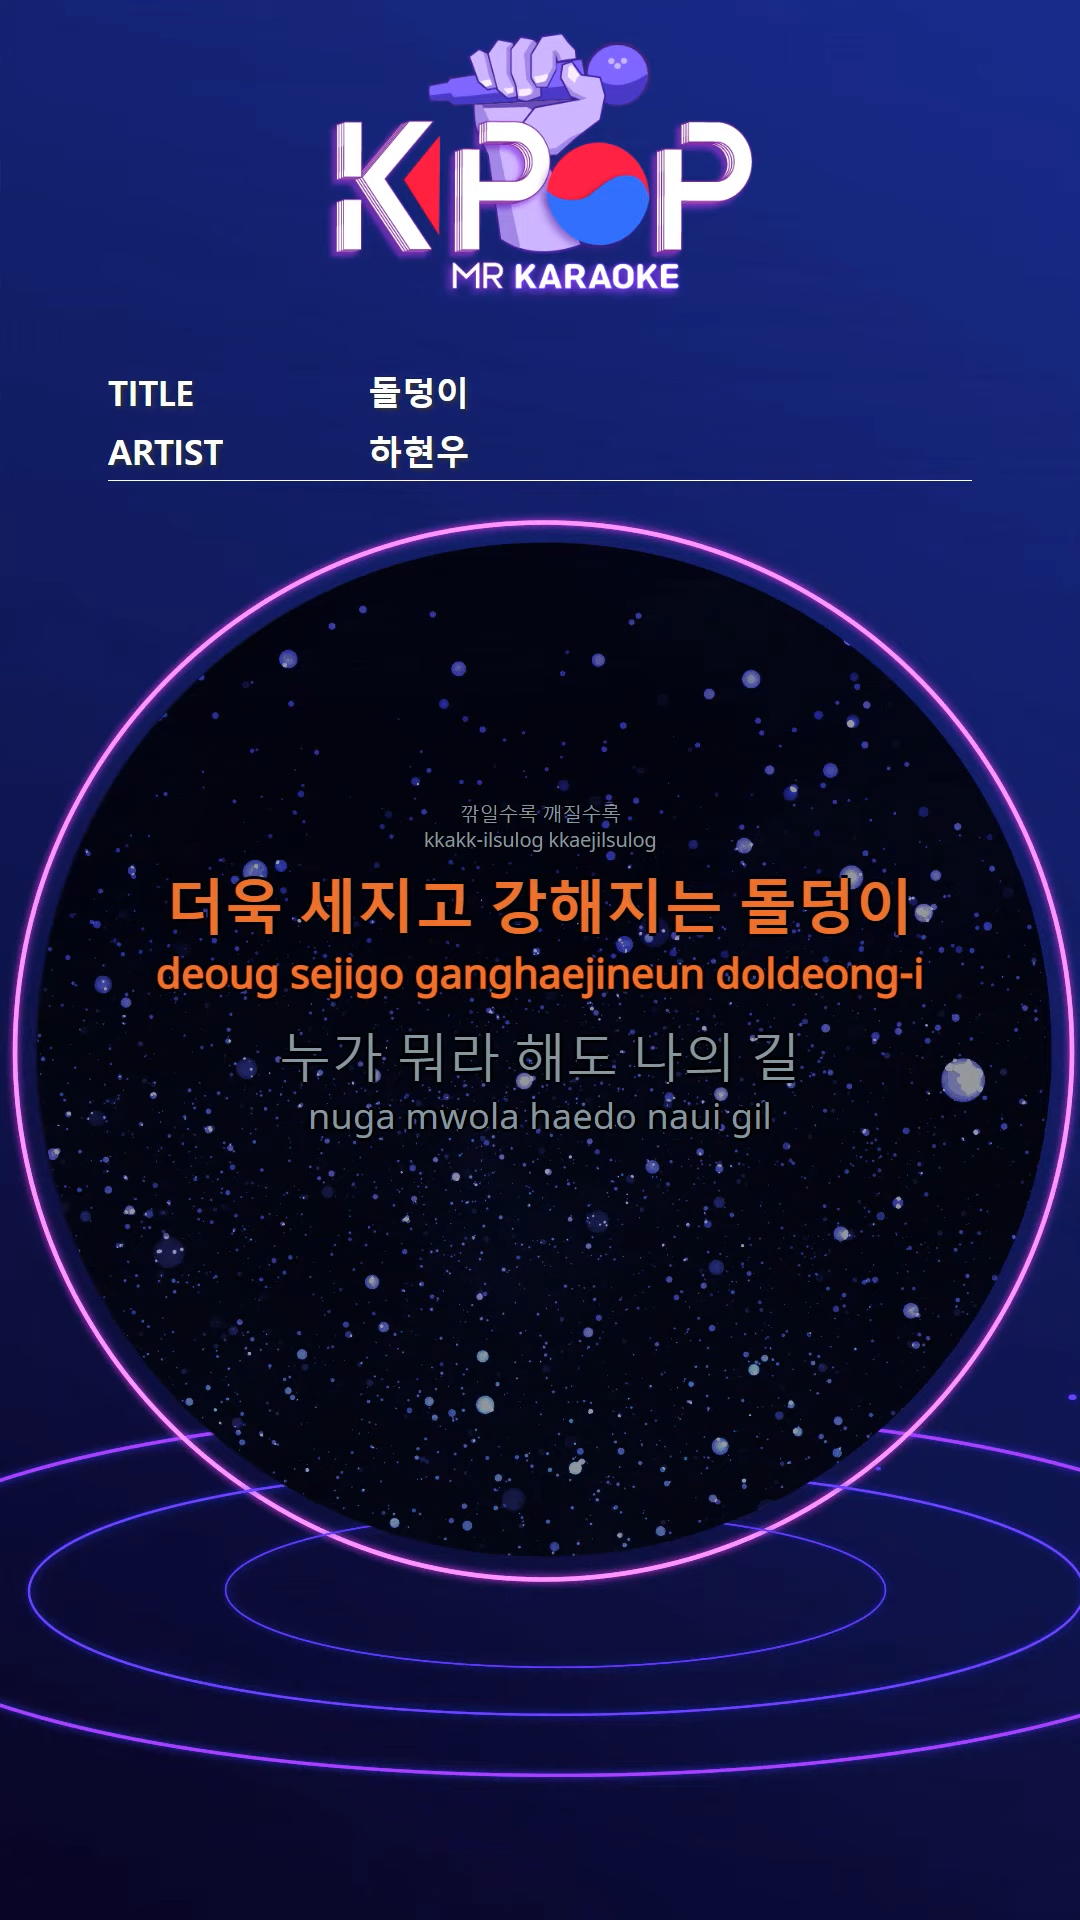 KPOP
MR KARAOKE
TITLE 돌덩이
ARTIST 하현우
깎일수록 깨질수록
kkakk-ilsulog kkaejilsulog
더욱 세지고 강해지는 돌덩이
deoug sejigo ganghaejineun doldeong-i
누가 뭐라 해도 나의 길
nuga mwola haedo naui gil